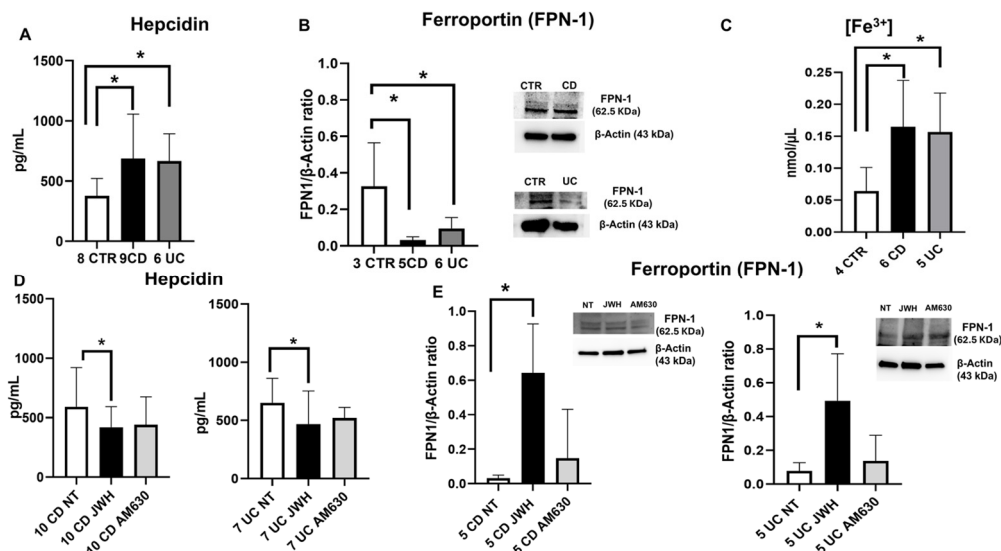 A
Hepcidin
*
*
1500
1000
500
0
pg/mL
8 CTR 9CD 6 UC
B
Ferroportin (FPN-1)
*
*
1.0
0.8
0.6
0.4
0.2
0.0
FPN1/β-Actin ratio
3 CTR 5CD 6 UC
CTR CD
FPN-1
(62.5 KDa)
β-Actin (43 kDa)
CTR UC
FPN-1
(62.5 KDa)
β-Actin (43 kDa)
C
[Fe³⁺]
*
*
0.25
0.20
0.15
0.10
0.05
0.00
nmol/µL
4 CTR
6 CD
5 UC
D
Hepcidin
*
1500
1000
500
0
pg/mL
10 CD NT
10 CD JWH
10 CD AM630
*
1500
1000
500
0
pg/mL
7 UC NT
7 UC JWH
7 UC AM630
E
Ferroportin (FPN-1)
*
1.0
0.8
0.6
0.4
0.2
0.0
FPN1/β-Actin ratio
5 CD NT
5 CD JWH
5 CD AM630
NT JWH AM630
FPN-1
(62.5 KDa)
β-Actin
(43 kDa)
*
1.0
0.8
0.6
0.4
0.2
0.0
FPN1/β-Actin ratio
5 UC NT
5 UC JWH
5 UC AM630
NT JWH AM630
FPN-1
(62.5 KDa)
β-Actin
(43 kDa)